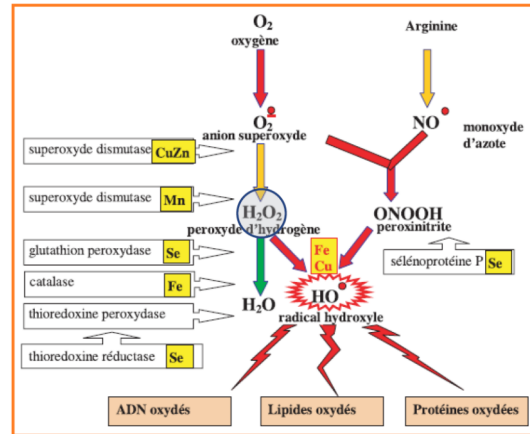 O₂
oxygène
Arginine
O₂
anion superoxyde
NO
monoxyde
d'azote
superoxyde dismutase CuZn
superoxyde dismutase Mn
H₂O₂
peroxyde d'hydrogène
ONOOH
peroxinitrite
glutathion peroxydase Se
Fe
Cu
sélénoprotéine P Se
catalase Fe
HO
thioredoxine peroxydase
H₂O
radical hydroxyle
thioredoxine réductase Se
ADN oxydés
Lipides oxydés
Protéines oxydées